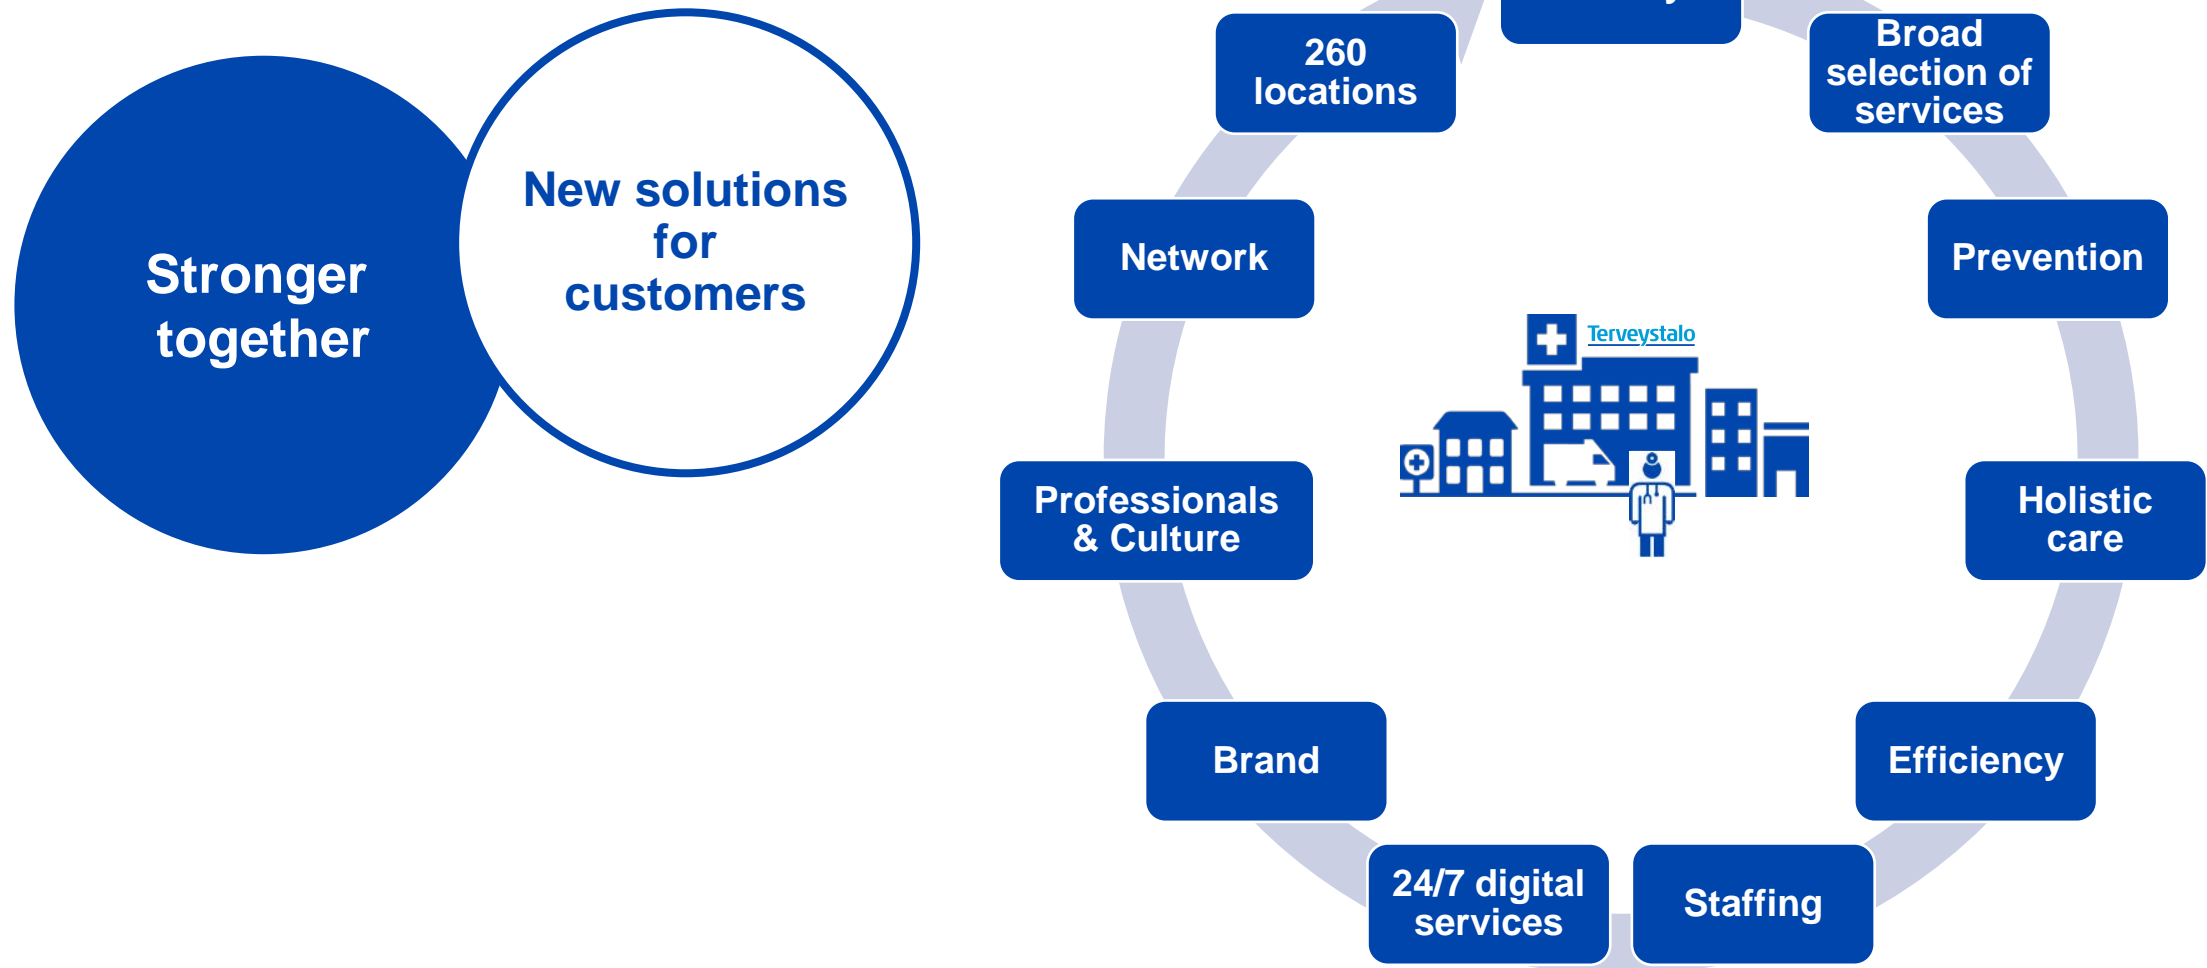 Stronger
together
New solutions
for
customers
260
locations
Broad
selection of
services
Network
Prevention
Terveystalo
Professionals
& Culture
Holistic
care
Brand
Efficiency
24/7 digital
services
Staffing